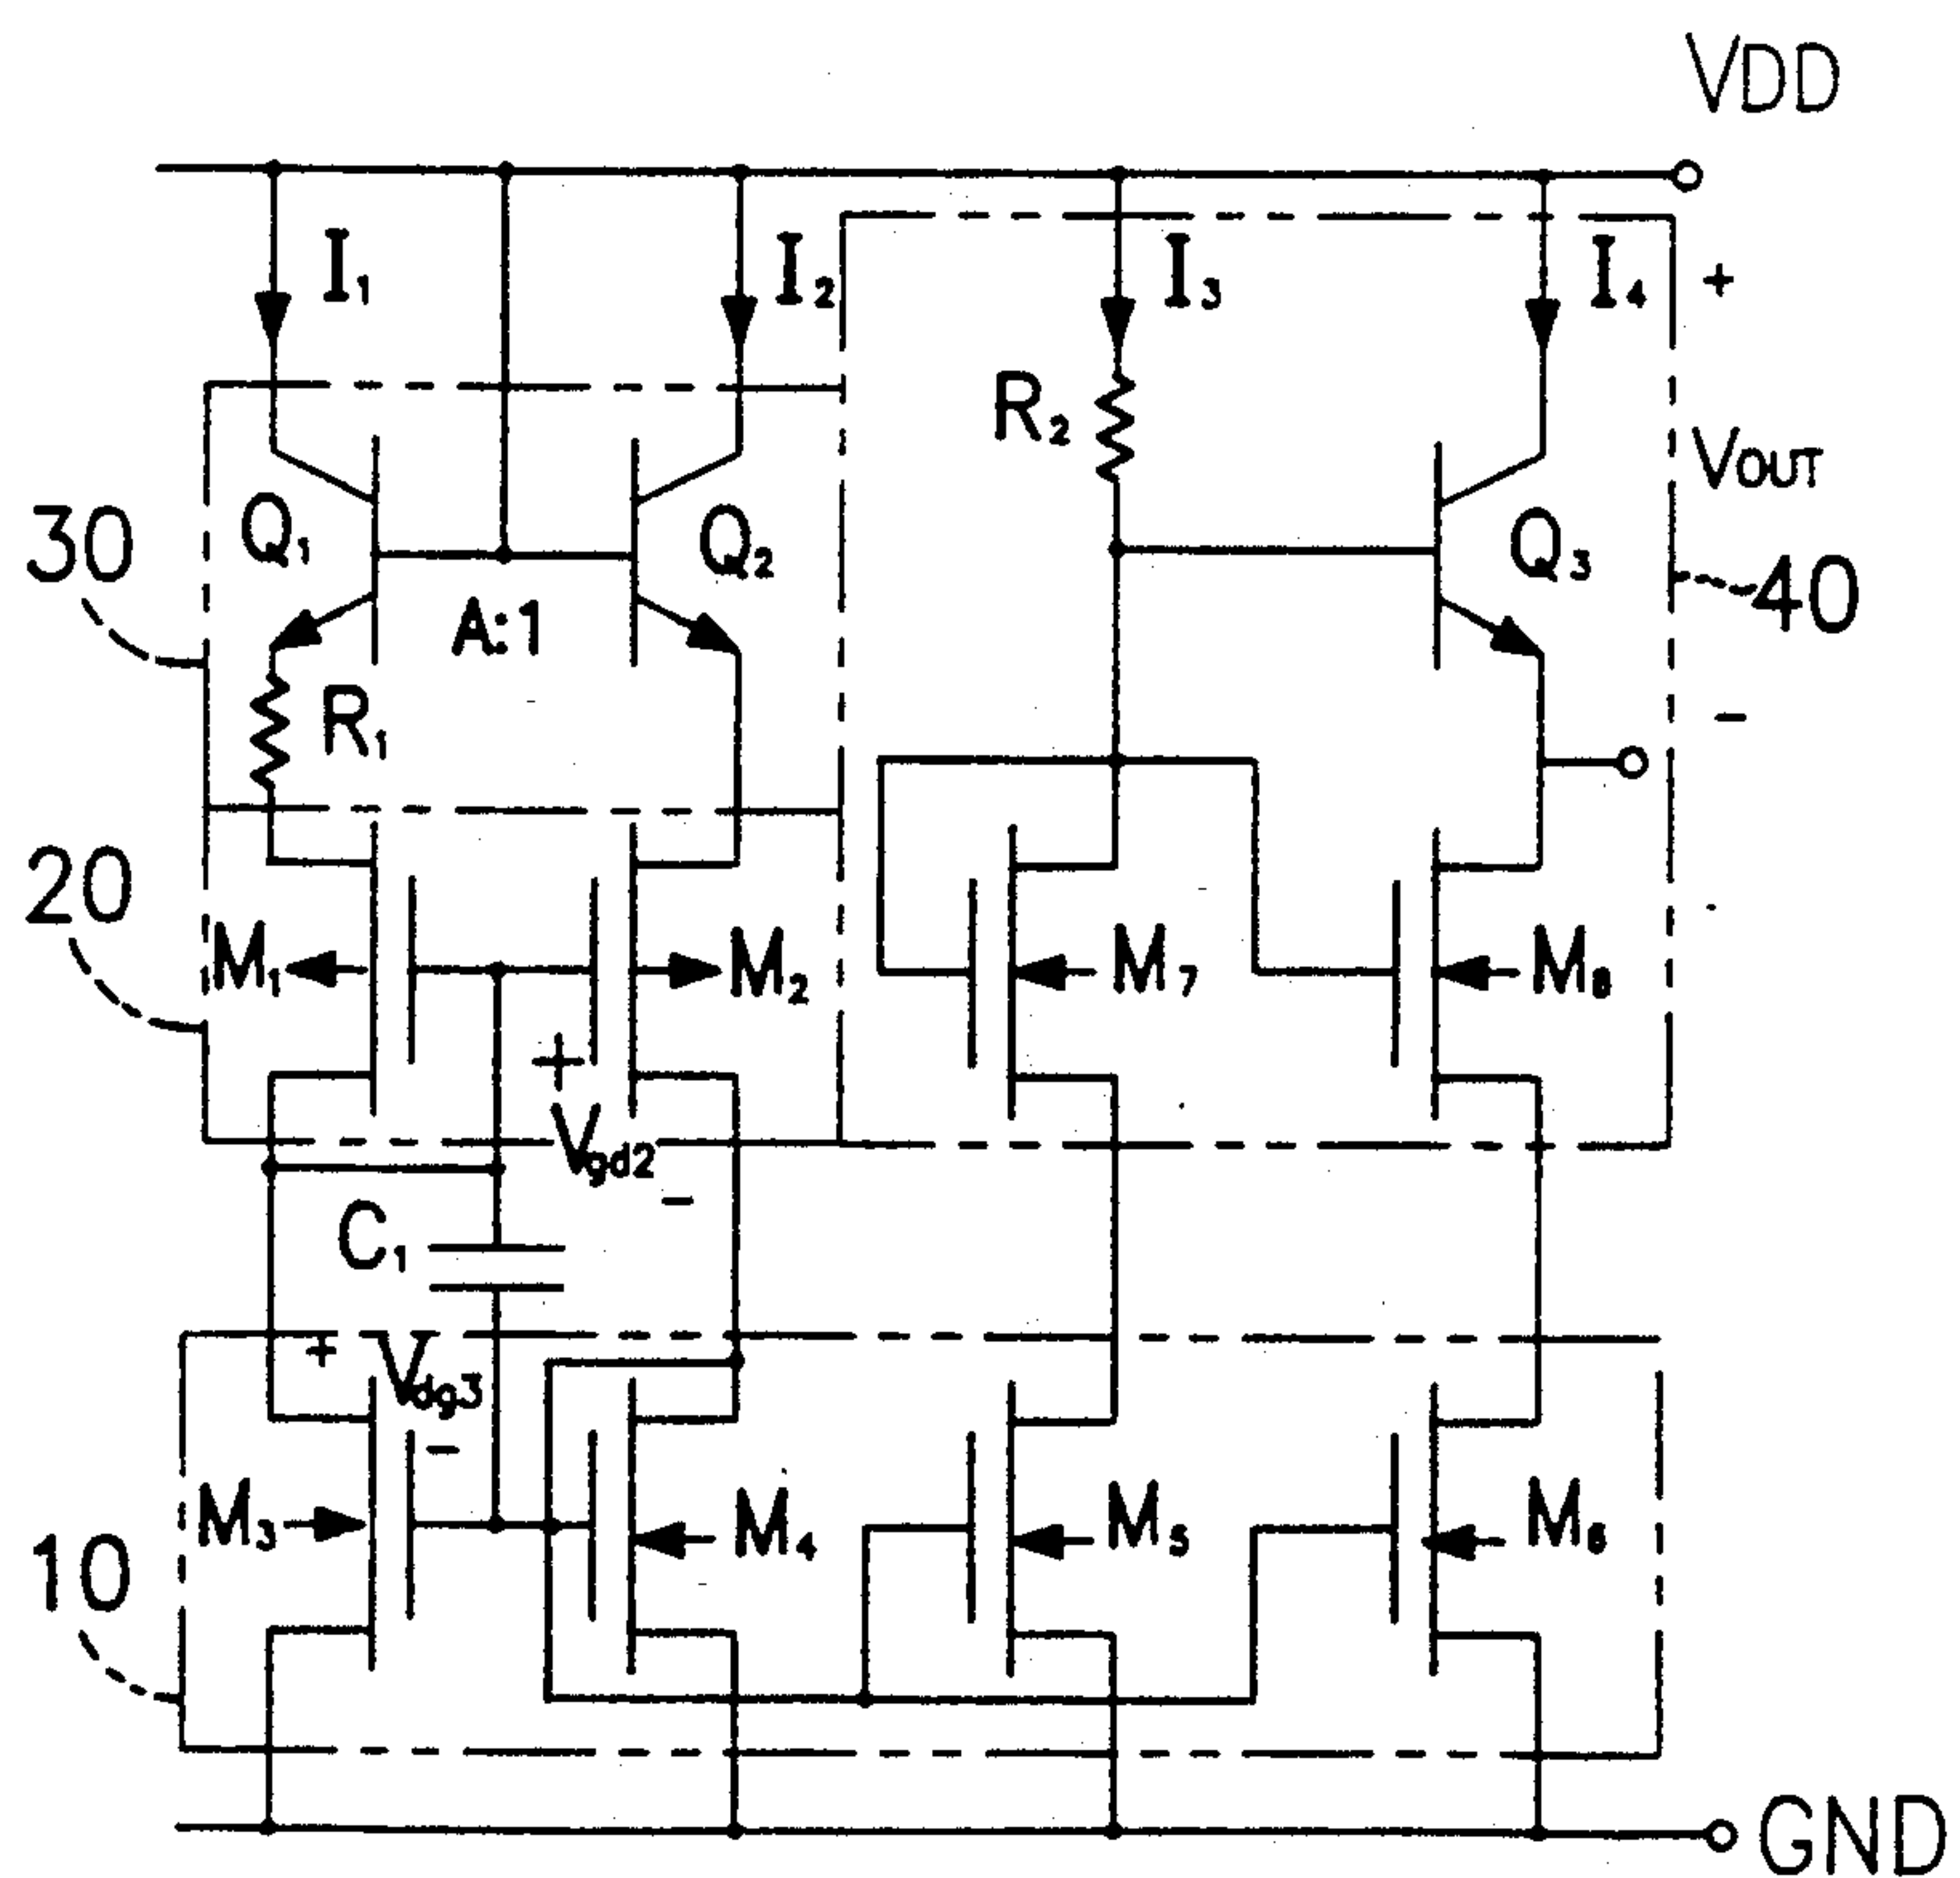 VDD
I1
I2
I3
I4
+
R2
VOUT
30
Q1
Q2
Q3
40
A:1
R1
-
20
M1
M2
M7
M8
+
Vgd2
-
C1
+
Vdg3
-
M3
M4
M5
M6
10
GND